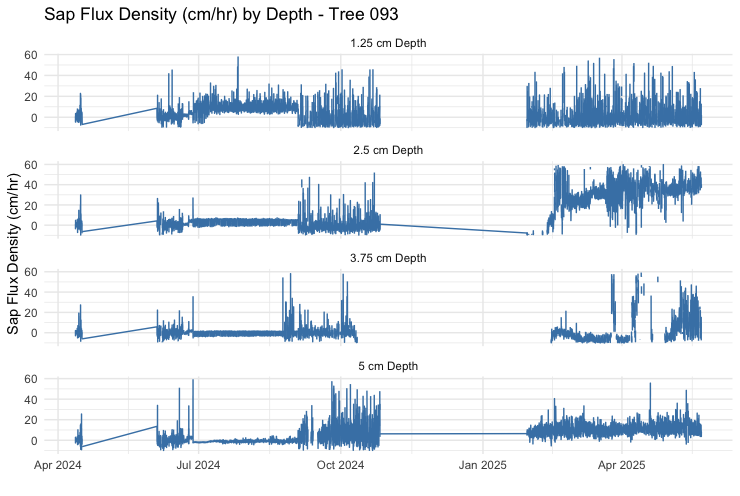 Sap Flux Density (cm/hr) by Depth - Tree 093
1.25 cm Depth
60
40
20
0
2.5 cm Depth
60
40
20
0
Sap Flux Density (cm/hr)
3.75 cm Depth
60
40
20
0
5 cm Depth
60
40
20
0
Apr 2024 Jul 2024 Oct 2024 Jan 2025 Apr 2025